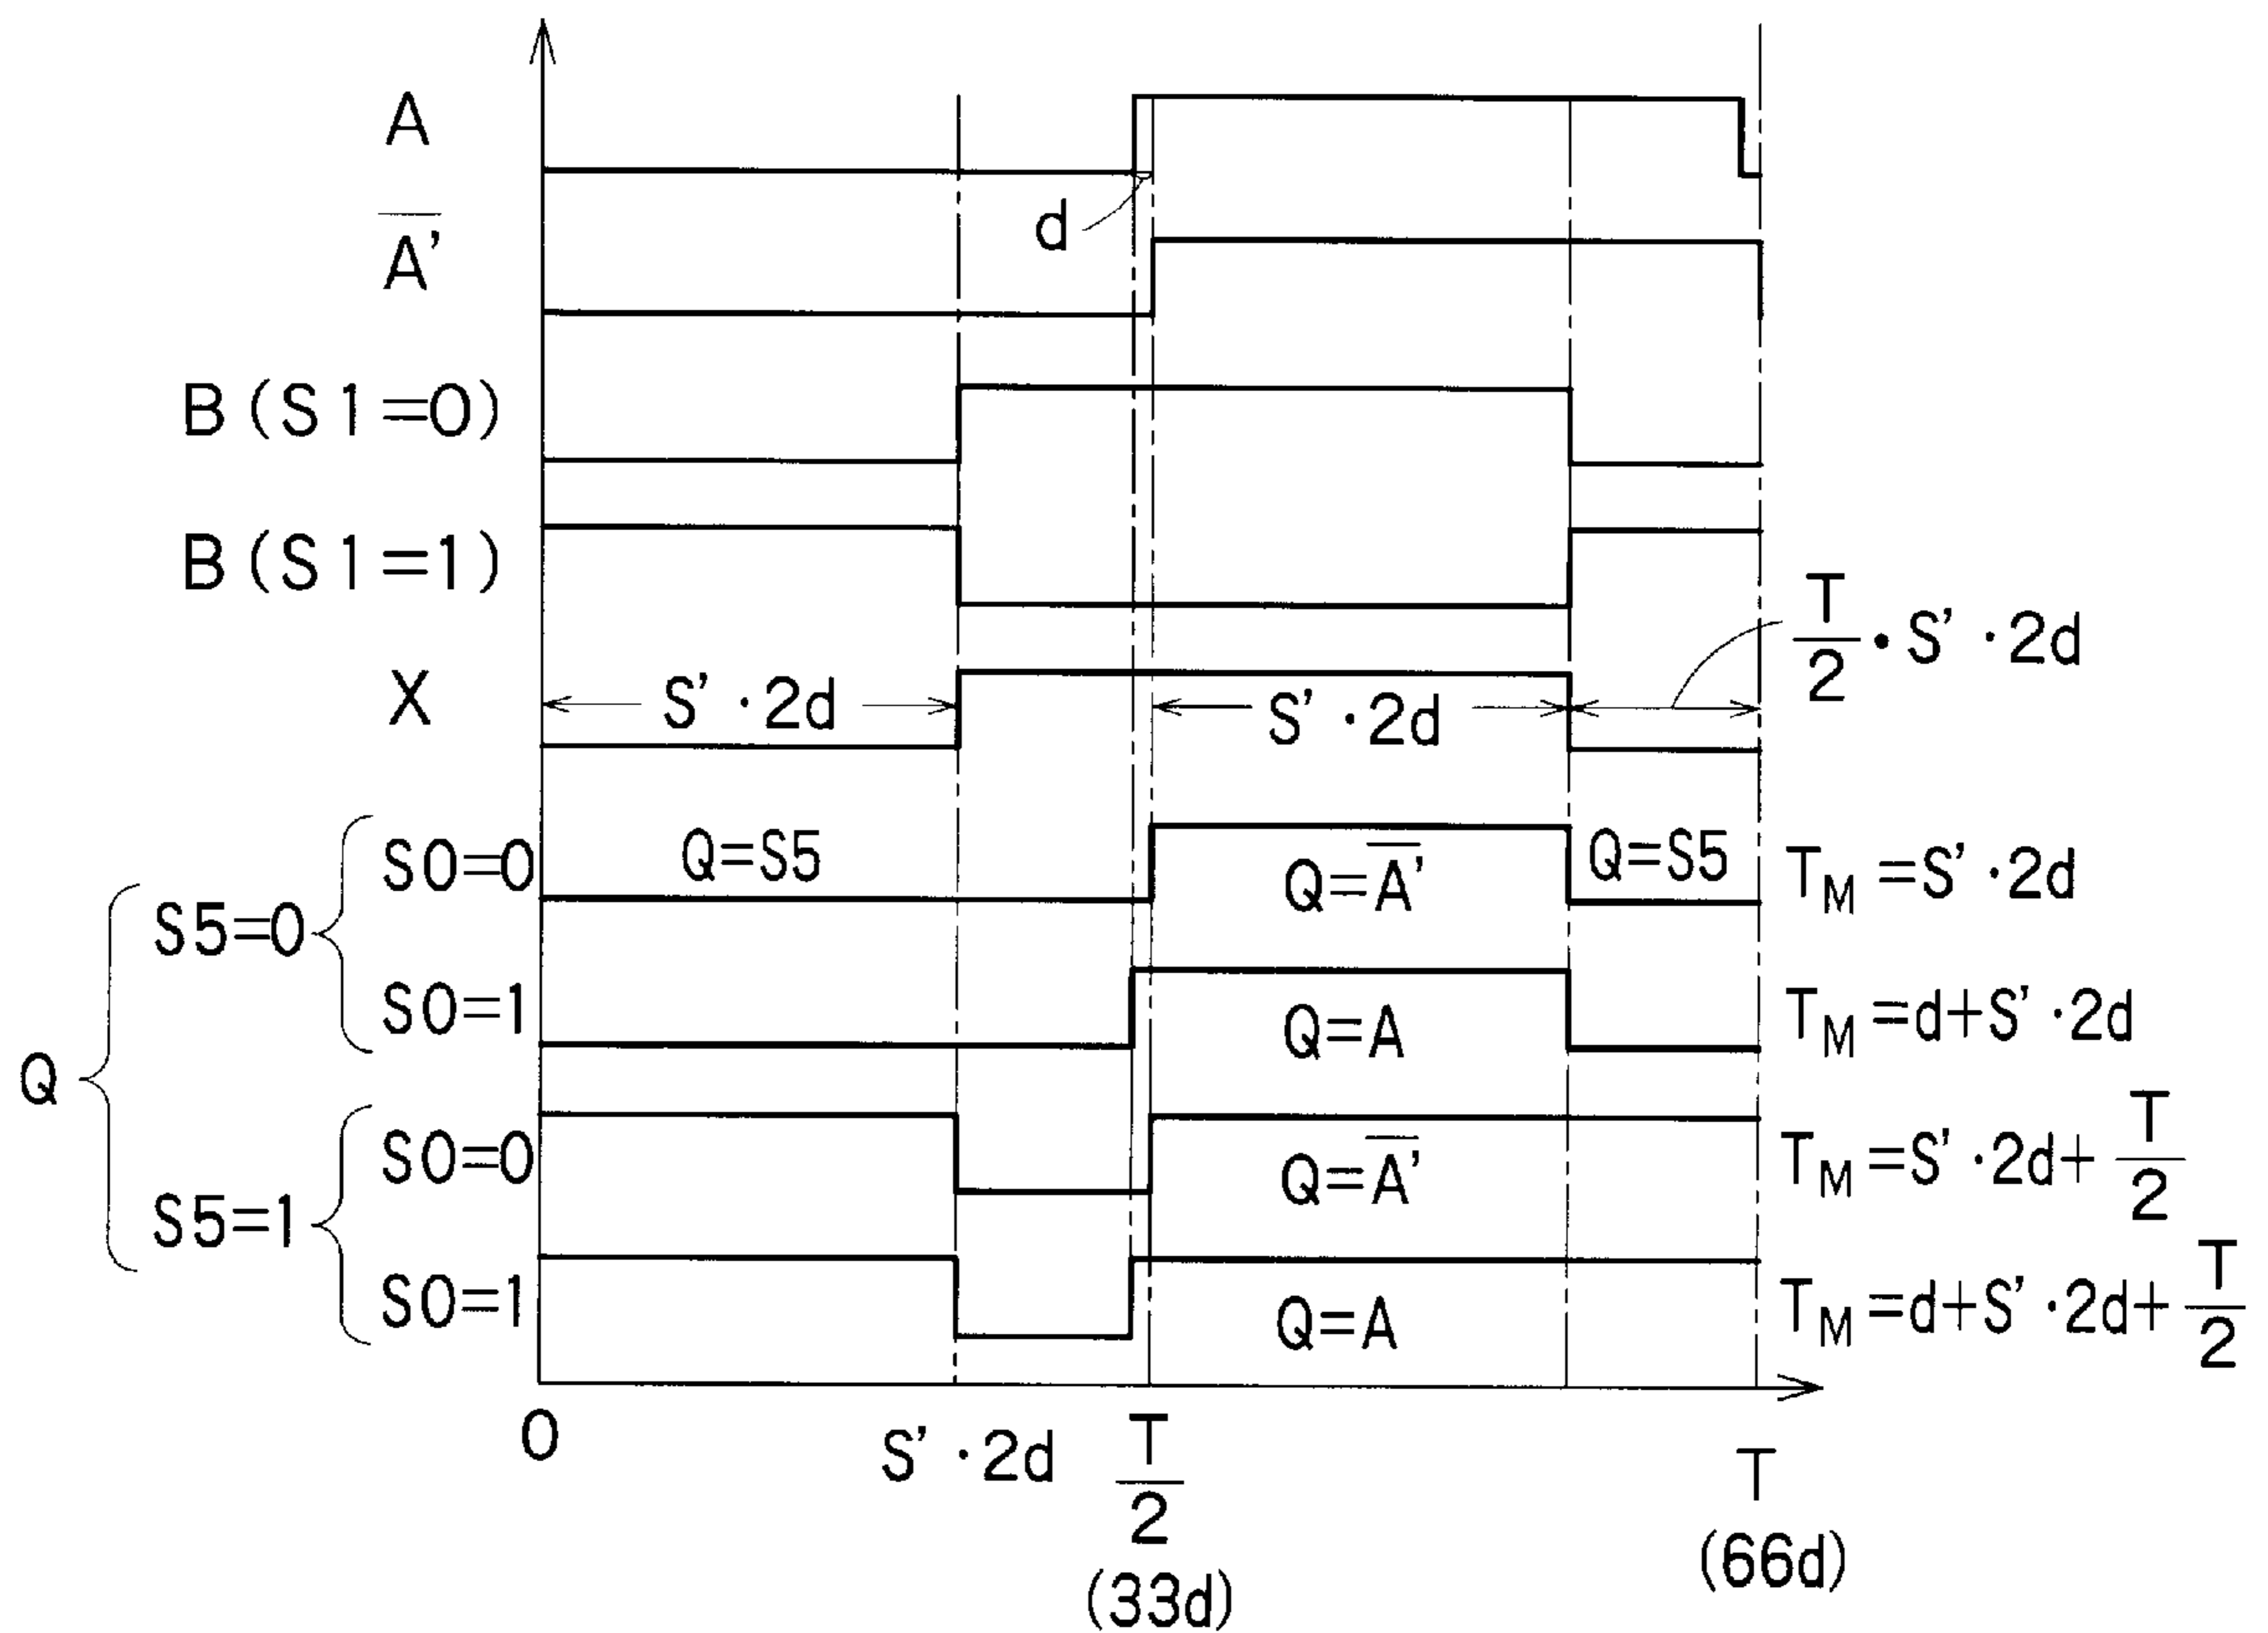 A
d
A̅'̅
B (S1=0)
B (S1=1)
T/2 · S' · 2d
X
S' · 2d
S' · 2d
Q
S5=0
S0=0
Q=S5
Q=A̅'̅
Q=S5
T_M=S' · 2d
S0=1
Q=A
T_M=d+S' · 2d
S5=1
S0=0
Q=A̅'̅
T_M=S' · 2d+T/2
S0=1
Q=A
T_M=d+S' · 2d+T/2
0
S' · 2d
T/2
(33d)
T
(66d)